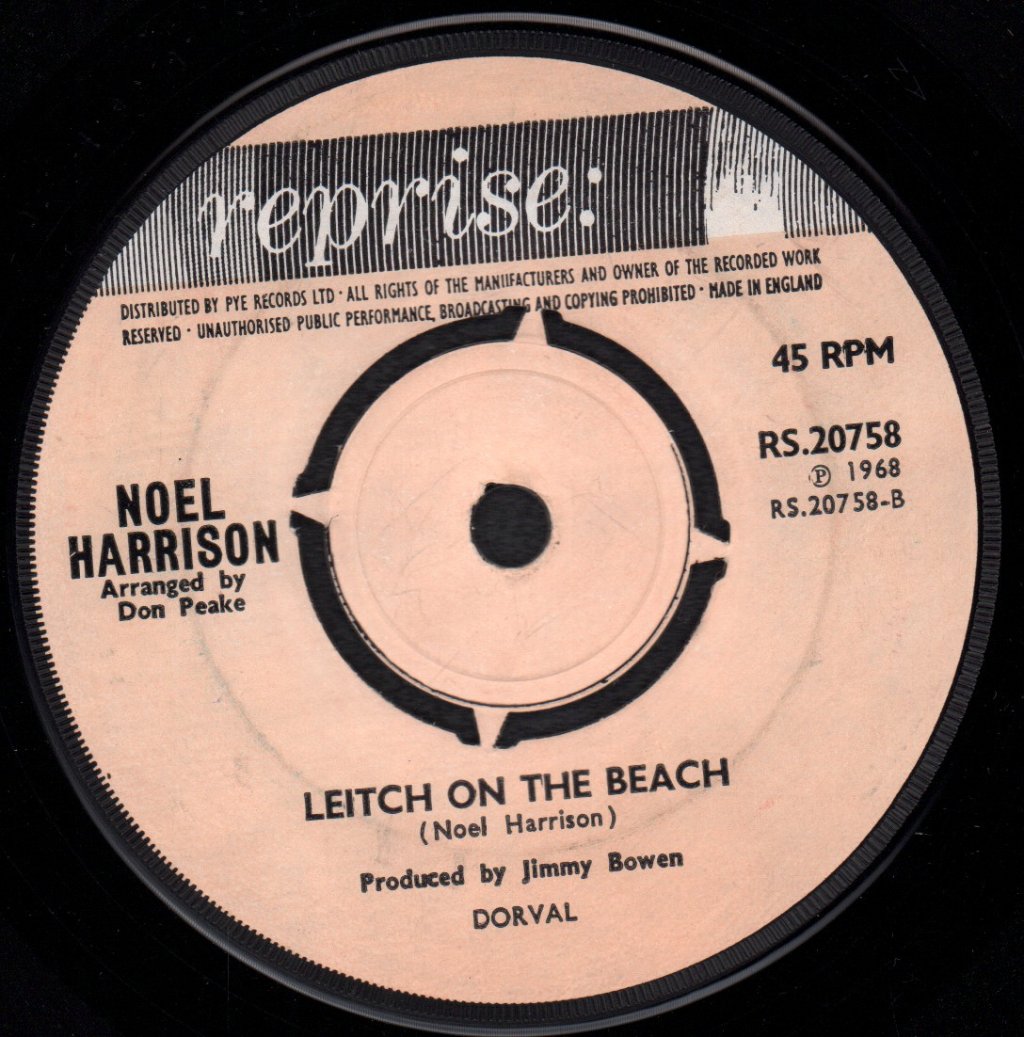 reprise:
DISTRIBUTED BY PYE RECORDS LTD · ALL RIGHTS OF THE MANUFACTURERS AND OWNER OF THE RECORDED WORK
RESERVED · UNAUTHORISED PUBLIC PERFORMANCE, BROADCASTING AND COPYING PROHIBITED · MADE IN ENGLAND
45 RPM
RS.20758
℗ 1968
RS.20758-B
NOEL
HARRISON
Arranged by
Don Peake
LEITCH ON THE BEACH
(Noel Harrison)
Produced by Jimmy Bowen
DORVAL